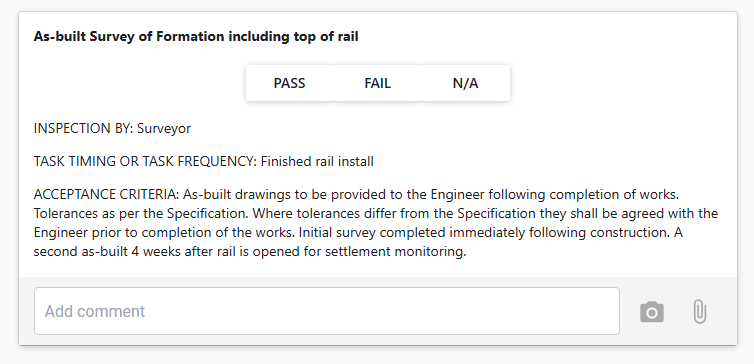 As-built Survey of Formation including top of rail
PASS FAIL N/A
INSPECTION BY: Surveyor
TASK TIMING OR TASK FREQUENCY: Finished rail install
ACCEPTANCE CRITERIA: As-built drawings to be provided to the Engineer following completion of works.
Tolerances as per the Specification. Where tolerances differ from the Specification they shall be agreed with the
Engineer prior to completion of the works. Initial survey completed immediately following construction. A
second as-built 4 weeks after rail is opened for settlement monitoring.
Add comment